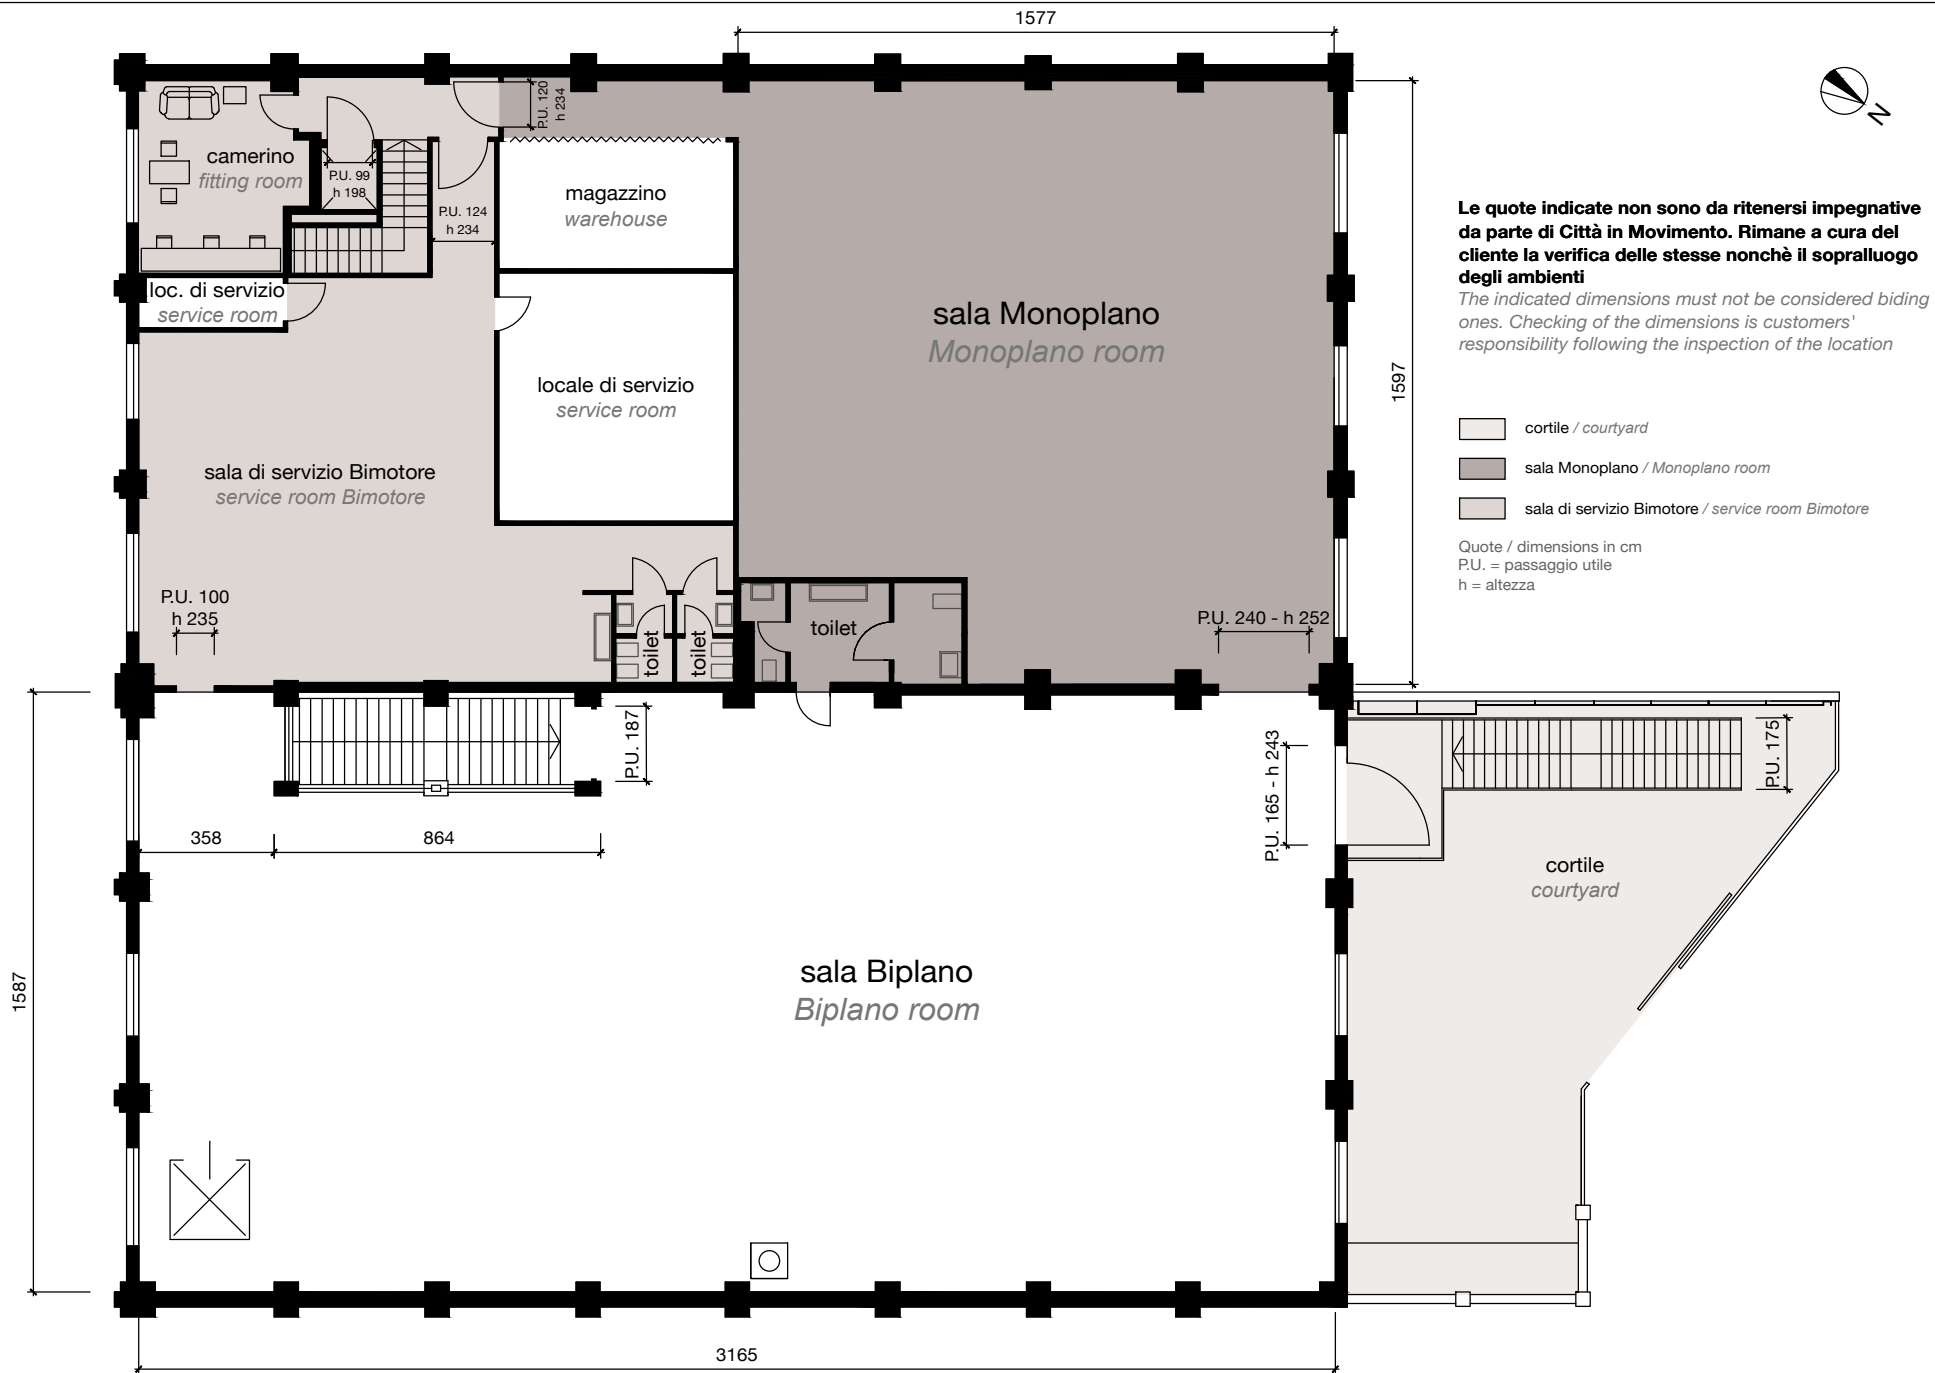 1577
P.U. 120
h 234
N
camerino
fitting room
P.U. 99
h 198
P.U. 124
h 234
magazzino
warehouse
loc. di servizio
service room
sala Monoplano
Monoplano room
1597
locale di servizio
service room
sala di servizio Bimotore
service room Bimotore
P.U. 100
h 235
toilet
toilet
toilet
P.U. 240 - h 252
Le quote indicate non sono da ritenersi impegnative
da parte di Città in Movimento. Rimane a cura del
cliente la verifica delle stesse nonchè il sopralluogo
degli ambienti
The indicated dimensions must not be considered biding
ones. Checking of the dimensions is customers'
responsibility following the inspection of the location
cortile / courtyard
sala Monoplano / Monoplano room
sala di servizio Bimotore / service room Bimotore
Quote / dimensions in cm
P.U. = passaggio utile
h = altezza
P.U. 187
P.U. 165 - h 243
P.U. 175
358
864
cortile
courtyard
1587
sala Biplano
Biplano room
3165